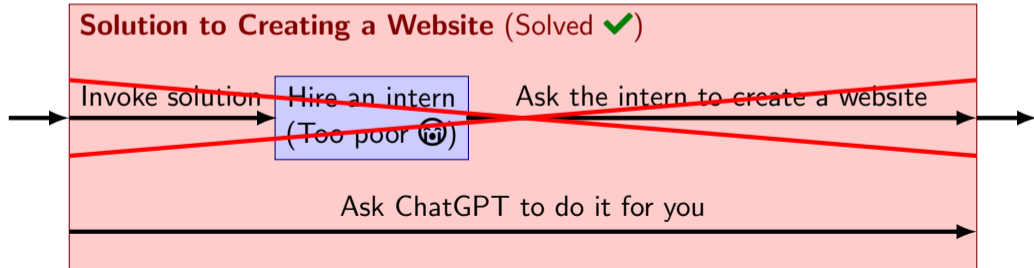 Solution to Creating a Website (Solved ✔)
Invoke solution
Hire an intern
(Too poor 😭)
Ask the intern to create a website
Ask ChatGPT to do it for you